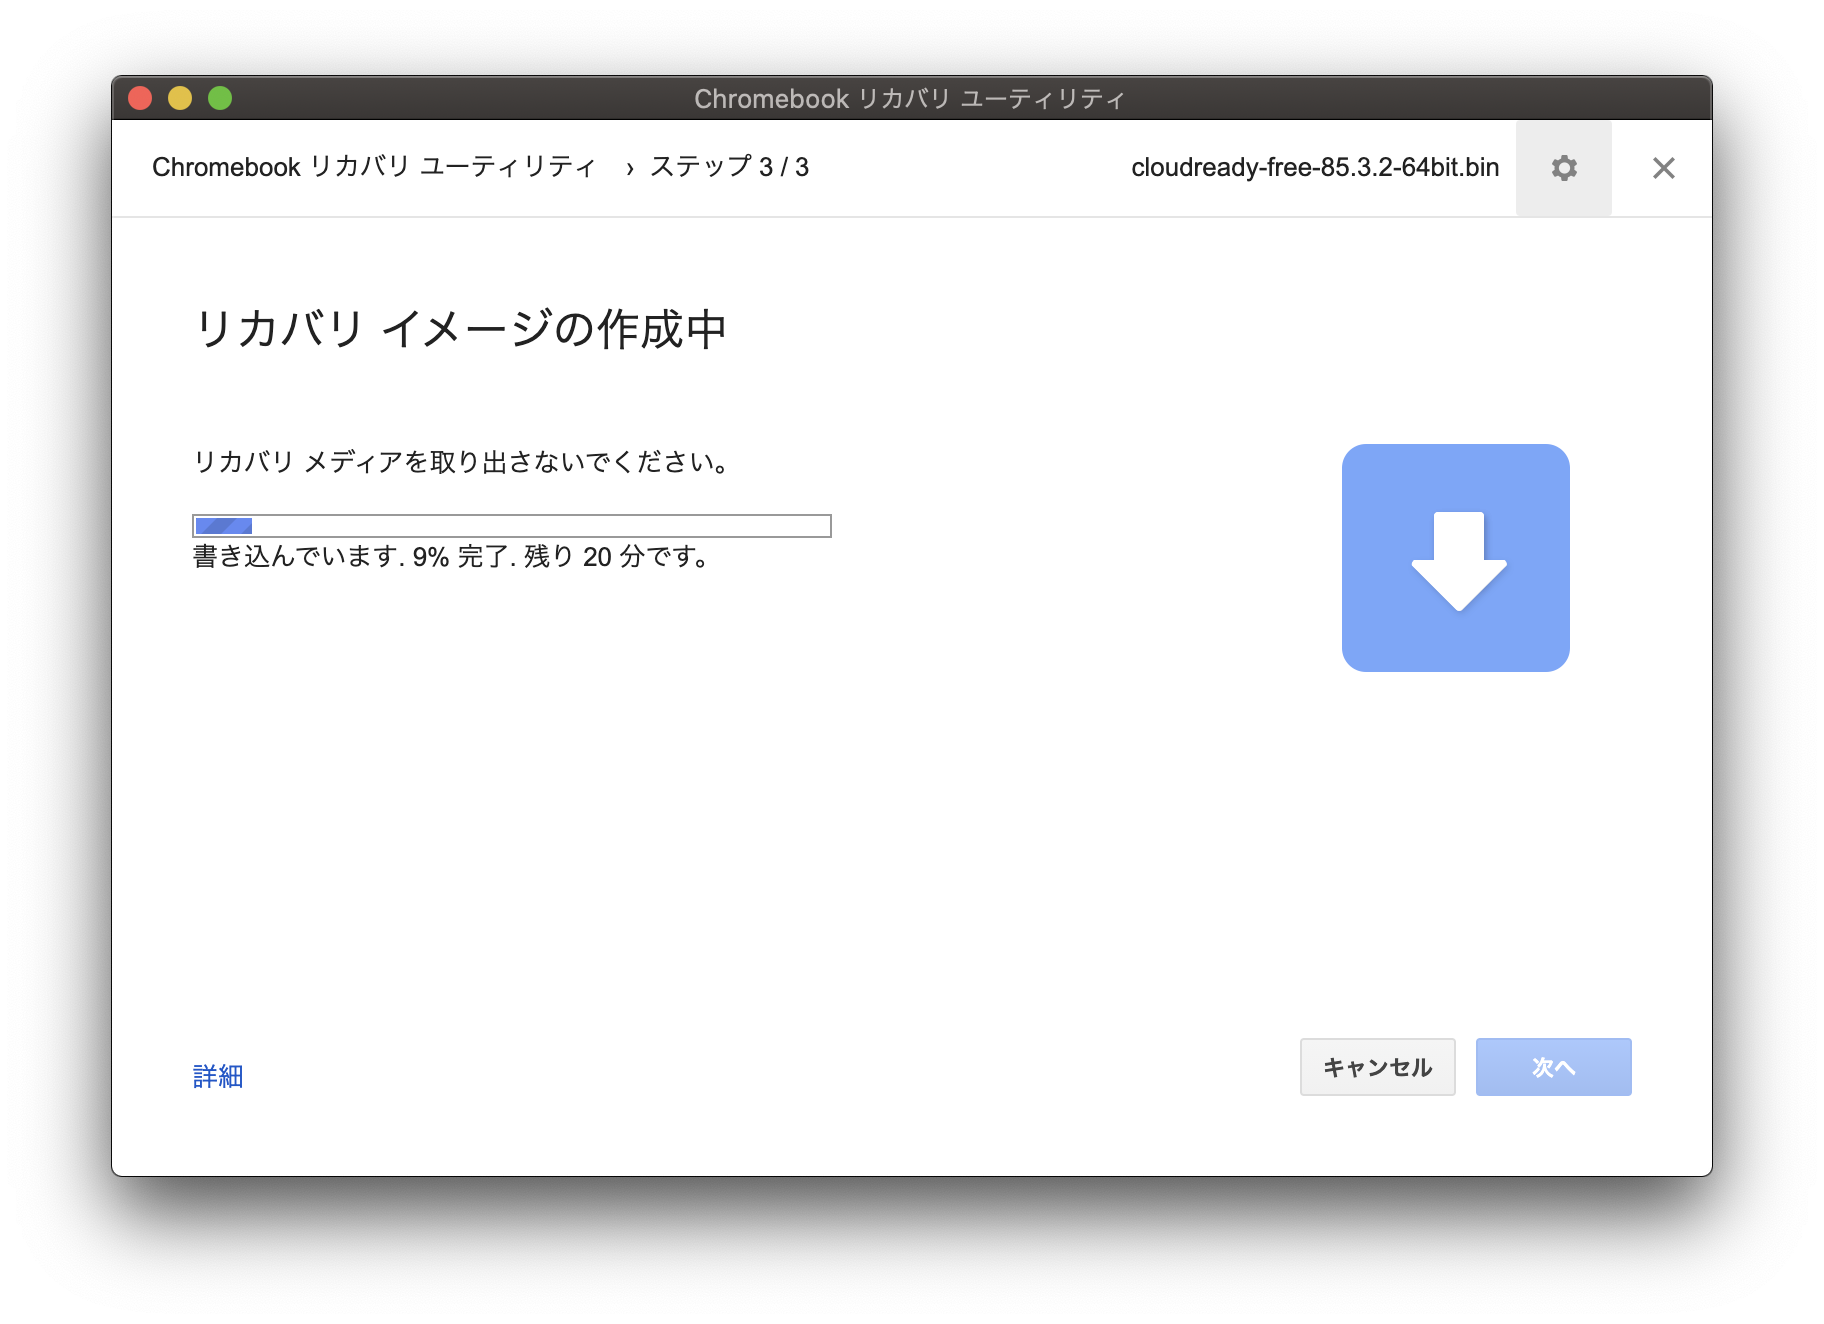 Chromebook リカバリ ユーティリティ
Chromebook リカバリ ユーティリティ › ステップ 3 / 3
cloudready-free-85.3.2-64bit.bin
リカバリ イメージの作成中
リカバリ メディアを取り出さないでください。
書き込んでいます. 9% 完了. 残り 20 分です。
詳細
キャンセル
次へ